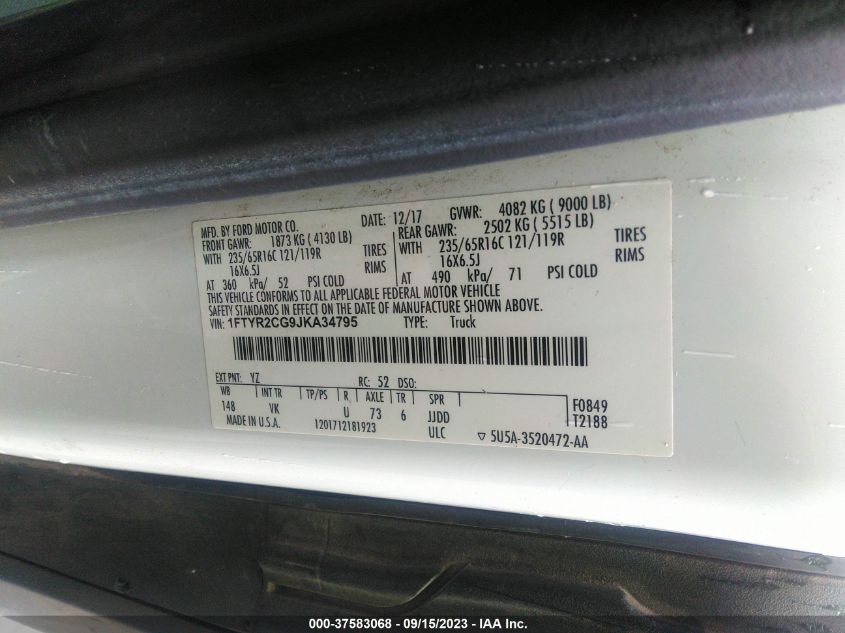 MFD. BY FORD MOTOR CO. DATE: 12/17 GVWR: 4082 KG ( 9000 LB)
FRONT GAWR: 1873 KG ( 4130 LB) REAR GAWR: 2502 KG ( 5515 LB)
WITH 235/65R16C 121/119R TIRES WITH 235/65R16C 121/119R TIRES
16X6.5J RIMS 16X6.5J RIMS
AT 360 kPa/ 52 PSI COLD AT 490 kPa/ 71 PSI COLD
THIS VEHICLE CONFORMS TO ALL APPLICABLE FEDERAL MOTOR VEHICLE
SAFETY STANDARDS IN EFFECT ON THE DATE OF MANUFACTURE SHOWN ABOVE.
VIN: 1FTYR2CG9JKA34795 TYPE: Truck
EXT PNT: YZ RC: 52 DSO:
WB INT TR TP/PS R AXLE TR SPR F0849
148 VK U 73 6 JJDD T2188
MADE IN U.S.A. 1201712181923 ULC ▽ 5U5A-3520472-AA
000-37583068 - 09/15/2023 - IAA Inc.